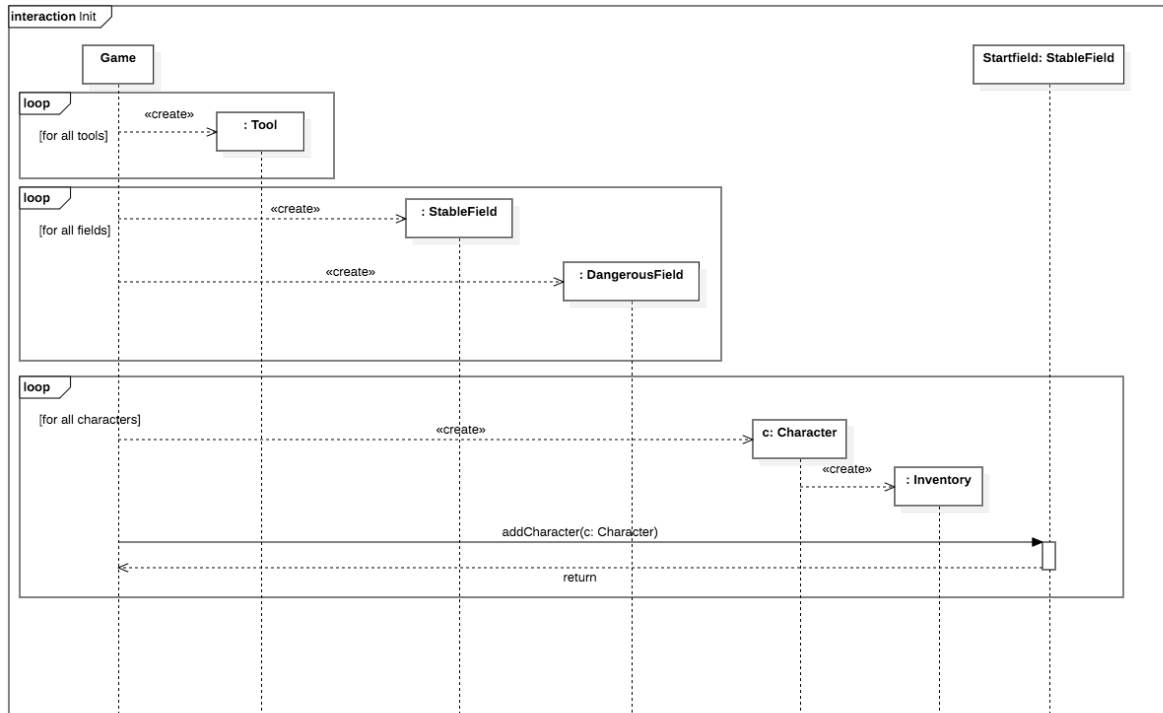 interaction Init
Game
Startfield: StableField
loop
[for all tools]
«create»
: Tool
loop
[for all fields]
«create»
: StableField
«create»
: DangerousField
loop
[for all characters]
«create»
c: Character
«create»
: Inventory
addCharacter(c: Character)
return